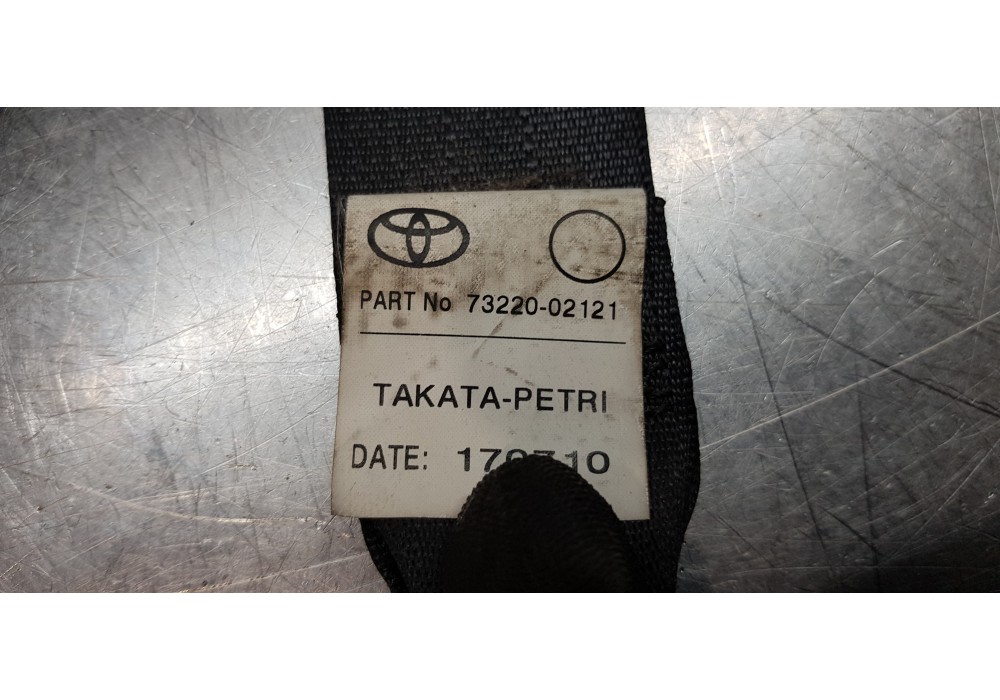 PART No 73220-02121
TAKATA-PETRI
DATE: